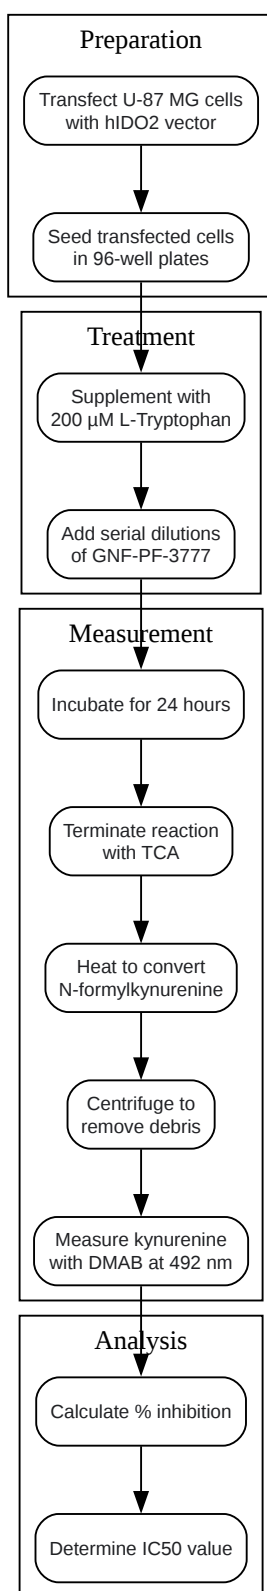 Preparation
Transfect U-87 MG cells
with hIDO2 vector
Seed transfected cells
in 96-well plates
Treatment
Supplement with
200 µM L-Tryptophan
Add serial dilutions
of GNF-PF-3777
Measurement
Incubate for 24 hours
Terminate reaction
with TCA
Heat to convert
N-formylkynurenine
Centrifuge to
remove debris
Measure kynurenine
with DMAB at 492 nm
Analysis
Calculate % inhibition
Determine IC50 value